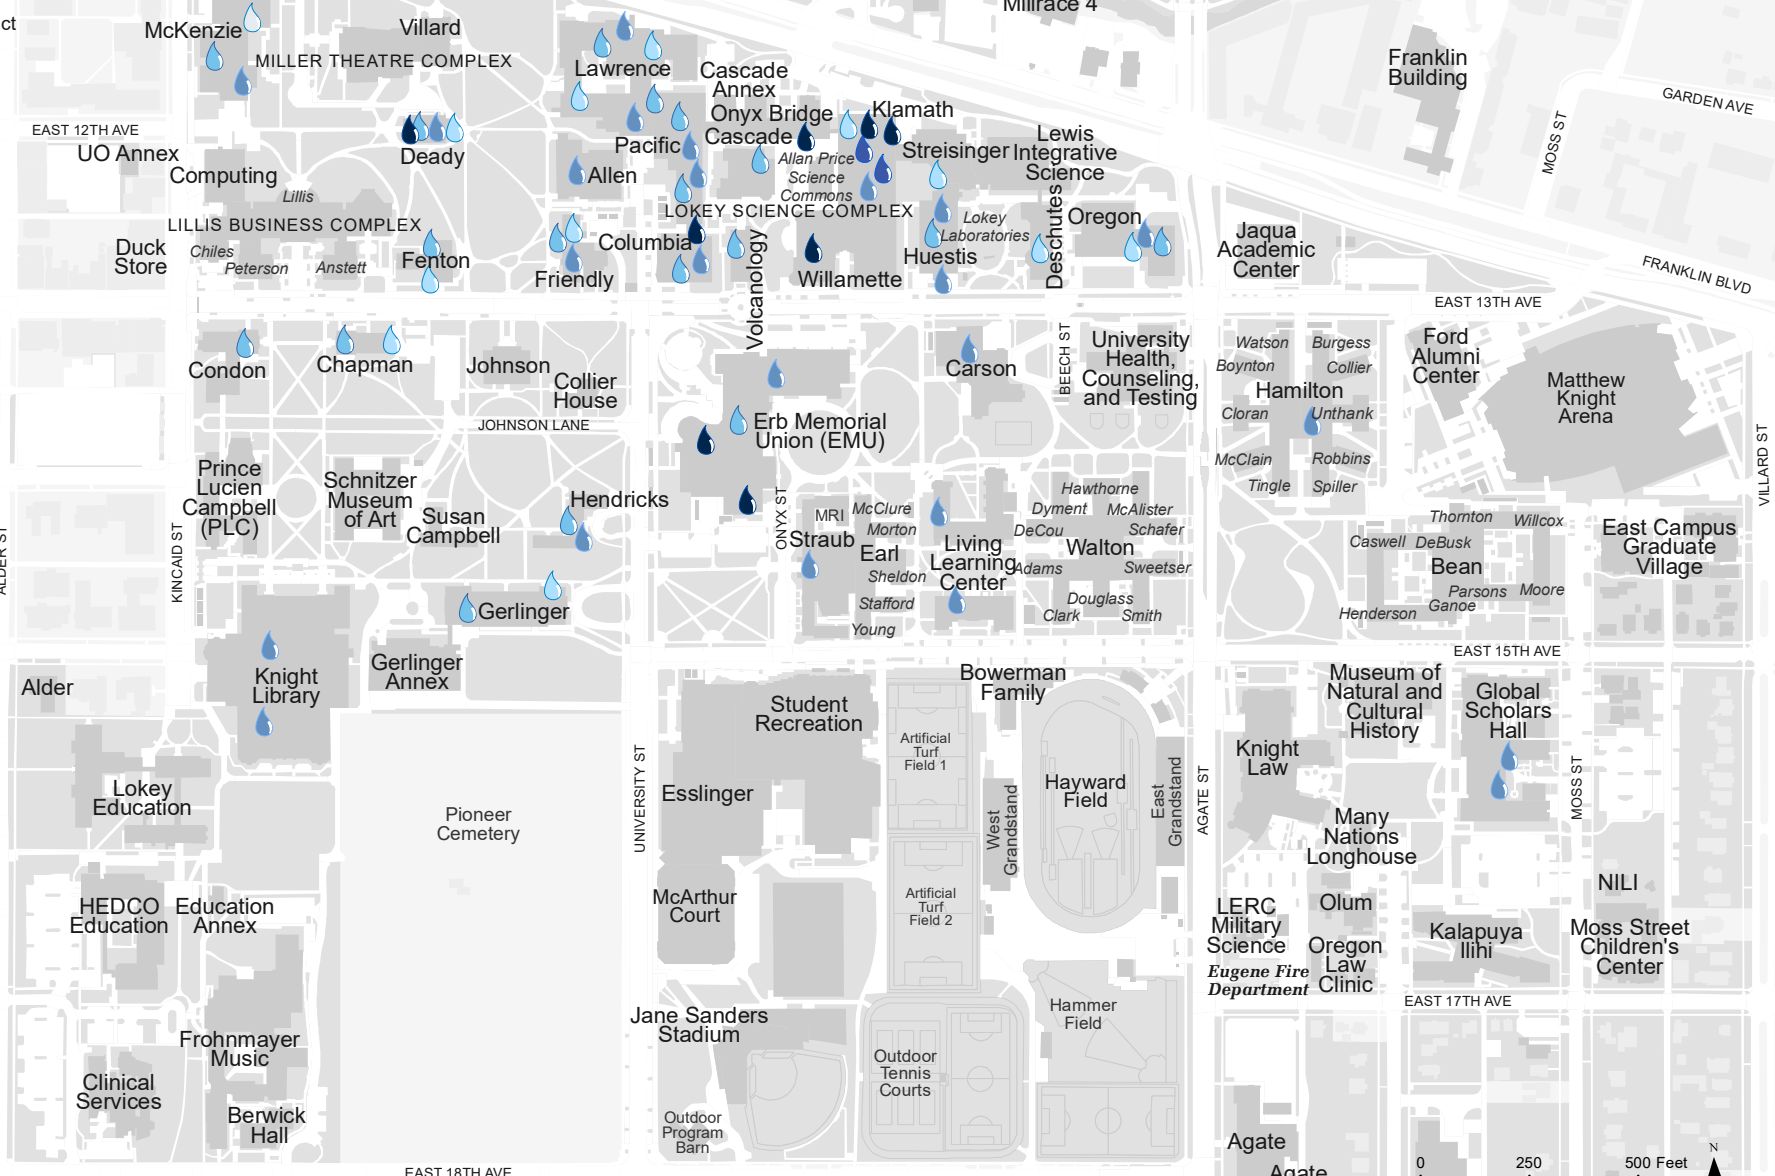 ct
McKenzie
Villard
MILLER THEATRE COMPLEX
Lawrence
Cascade
Annex
Onyx Bridge
Cascade
Klamath
Millrace 4
Franklin
Building
GARDEN AVE
MOSS ST
EAST 12TH AVE
UO Annex
Computing
Deady
Lillis
Pacific
Allen
Allan Price
Science
Commons
Streisinger
Lewis
Integrative
Science
LOKEY SCIENCE COMPLEX
LILLIS BUSINESS COMPLEX
Duck
Store
Chiles
Peterson
Anstett
Fenton
Friendly
Columbia
Volcanology
Willamette
Huestis
Lokey
Laboratories
Deschutes
Oregon
Jaqua
Academic
Center
FRANKLIN BLVD
EAST 13TH AVE
Condon
Chapman
Johnson
Collier
House
JOHNSON LANE
Carson
BEECH ST
University
Health,
Counseling,
and Testing
Watson
Burgess
Boynton
Collier
Hamilton
Cloran
Unthank
McClain
Robbins
Tingle
Spiller
Ford
Alumni
Center
Matthew
Knight
Arena
VILLARD ST
Erb Memorial
Union (EMU)
Prince
Lucien
Campbell
(PLC)
Schnitzer
Museum
of Art
Susan
Campbell
Hendricks
ONYX ST
MRI
Straub
McClure
Morton
Earl
Sheldon
Stafford
Young
Living
Learning
Center
Hawthorne
Dyment
McAlister
DeCou
Schafer
Walton
Adams
Sweetser
Douglass
Clark
Smith
Thornton
Willcox
Caswell
DeBusk
Bean
Parsons
Moore
Ganoe
Henderson
East Campus
Graduate
Village
ALDER ST
KINCAID ST
Gerlinger
Knight
Library
Gerlinger
Annex
Alder
EAST 15TH AVE
Student
Recreation
Bowerman
Family
Museum of
Natural and
Cultural
History
Global
Scholars
Hall
Artificial
Turf
Field 1
Knight
Law
Lokey
Education
Pioneer
Cemetery
UNIVERSITY ST
Esslinger
West
Grandstand
Hayward
Field
East
Grandstand
AGATE ST
MOSS ST
Many
Nations
Longhouse
McArthur
Court
Artificial
Turf
Field 2
HEDCO
Education
Education
Annex
LERC
Military
Science
Eugene Fire
Department
Olum
Oregon
Law
Clinic
Kalapuya
Ilihi
NILI
Moss Street
Children's
Center
EAST 17TH AVE
Jane Sanders
Stadium
Hammer
Field
Frohnmayer
Music
Outdoor
Tennis
Courts
Clinical
Services
Berwick
Hall
Outdoor
Program
Barn
Agate
Agate
0
250
500 Feet
N
EAST 18TH AVE